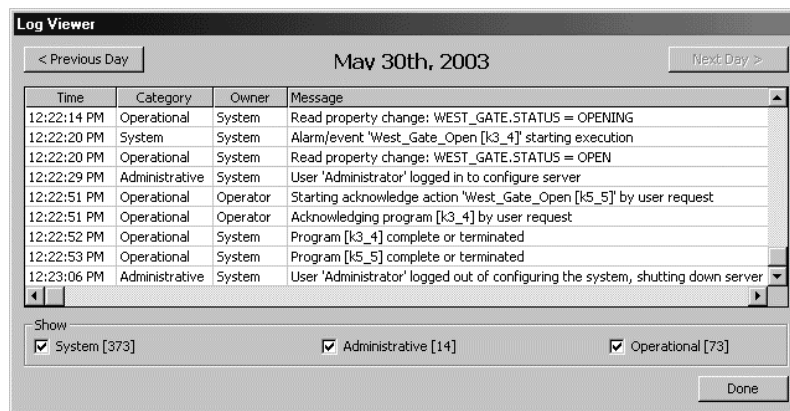 Log Viewer
< Previous Day May 30th, 2003 Next Day >
Time Category Owner Message
12:22:14 PM Operational System Read property change: WEST_GATE.STATUS = OPENING
12:22:20 PM System System Alarm/event 'West_Gate_Open [k3_4]' starting execution
12:22:20 PM Operational System Read property change: WEST_GATE.STATUS = OPEN
12:22:29 PM Administrative System User 'Administrator' logged in to configure server
12:22:51 PM Operational Operator Starting acknowledge action 'West_Gate_Open [k5_5]' by user request
12:22:51 PM Operational Operator Acknowledging program [k3_4] by user request
12:22:52 PM Operational System Program [k3_4] complete or terminated
12:22:53 PM Operational System Program [k5_5] complete or terminated
12:23:06 PM Administrative System User 'Administrator' logged out of configuring the system, shutting down server
Show
System [373] Administrative [14] Operational [73]
Done